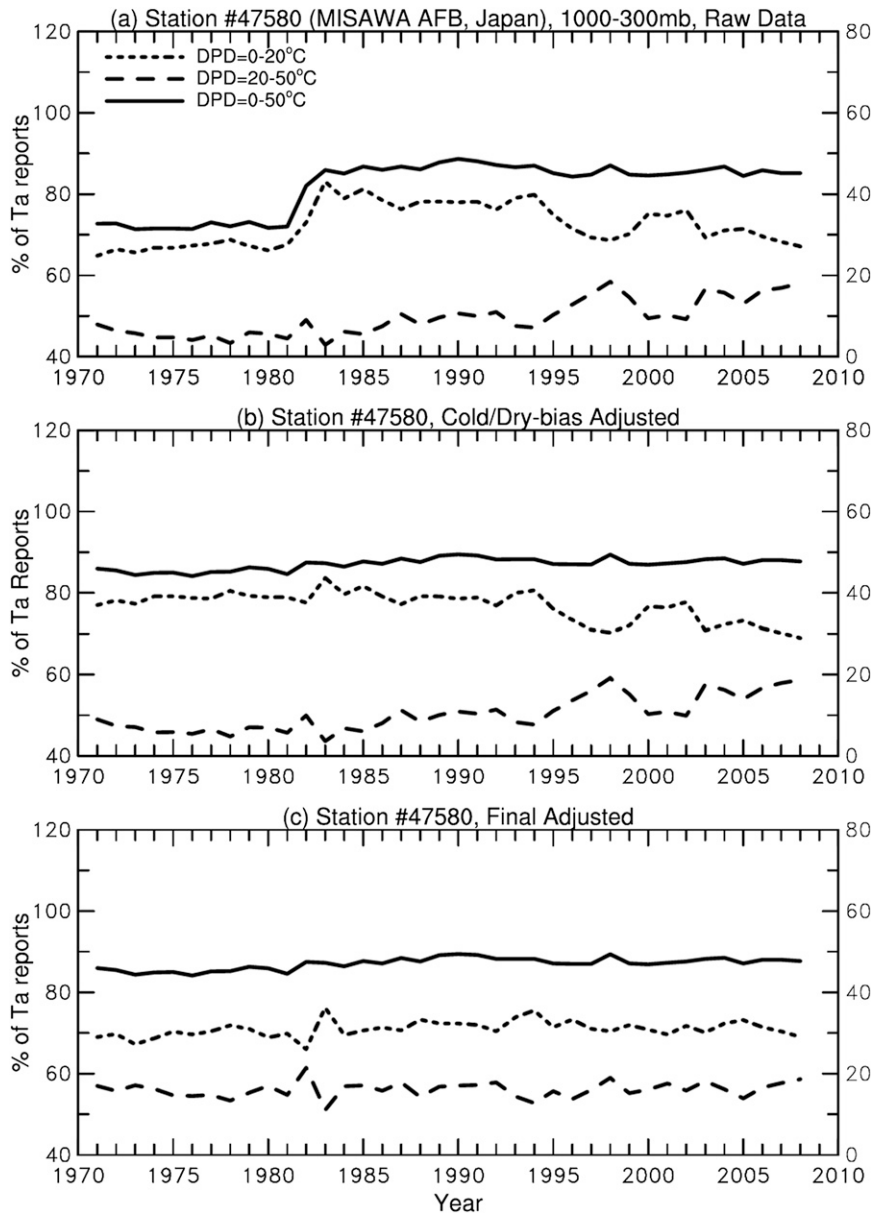 (a) Station #47580 (MISAWA AFB, Japan), 1000-300mb, Raw Data
DPD=0-20°C
DPD=20-50°C
DPD=0-50°C
% of Ta reports
120
100
80
60
40
80
60
40
20
0
1970 1975 1980 1985 1990 1995 2000 2005 2010
(b) Station #47580, Cold/Dry-bias Adjusted
% of Ta Reports
120
100
80
60
40
80
60
40
20
0
1970 1975 1980 1985 1990 1995 2000 2005 2010
(c) Station #47580, Final Adjusted
% of Ta reports
120
100
80
60
40
80
60
40
20
0
1970 1975 1980 1985 1990 1995 2000 2005 2010
Year